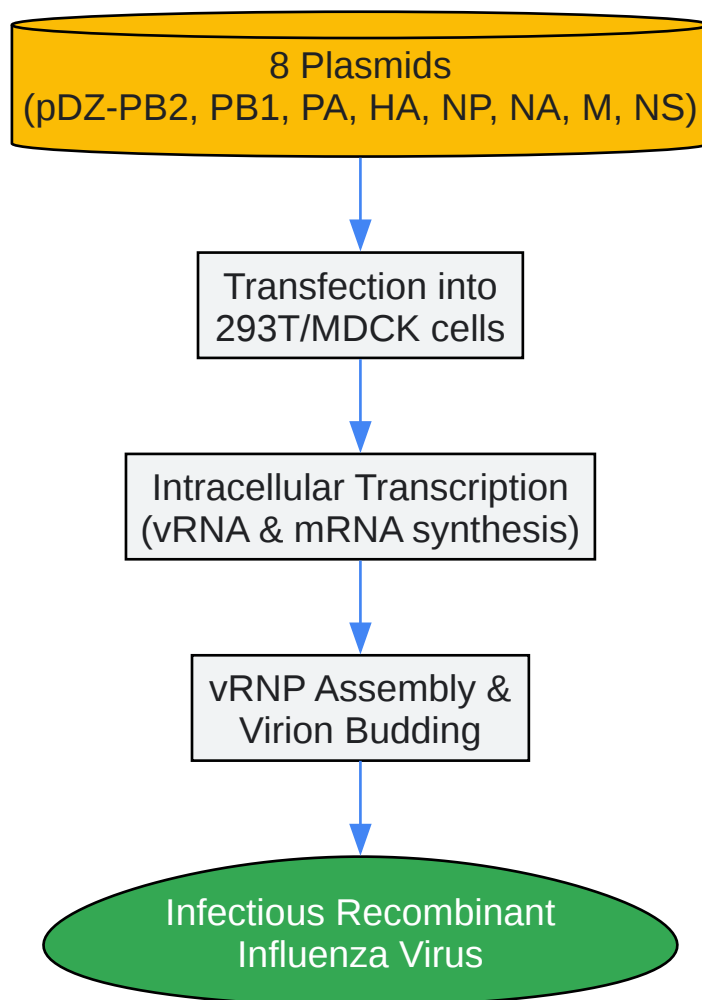 8 Plasmids
(pDZ-PB2, PB1, PA, HA, NP, NA, M, NS)
Transfection into
293T/MDCK cells
Intracellular Transcription
(vRNA & mRNA synthesis)
vRNP Assembly &
Virion Budding
Infectious Recombinant
Influenza Virus